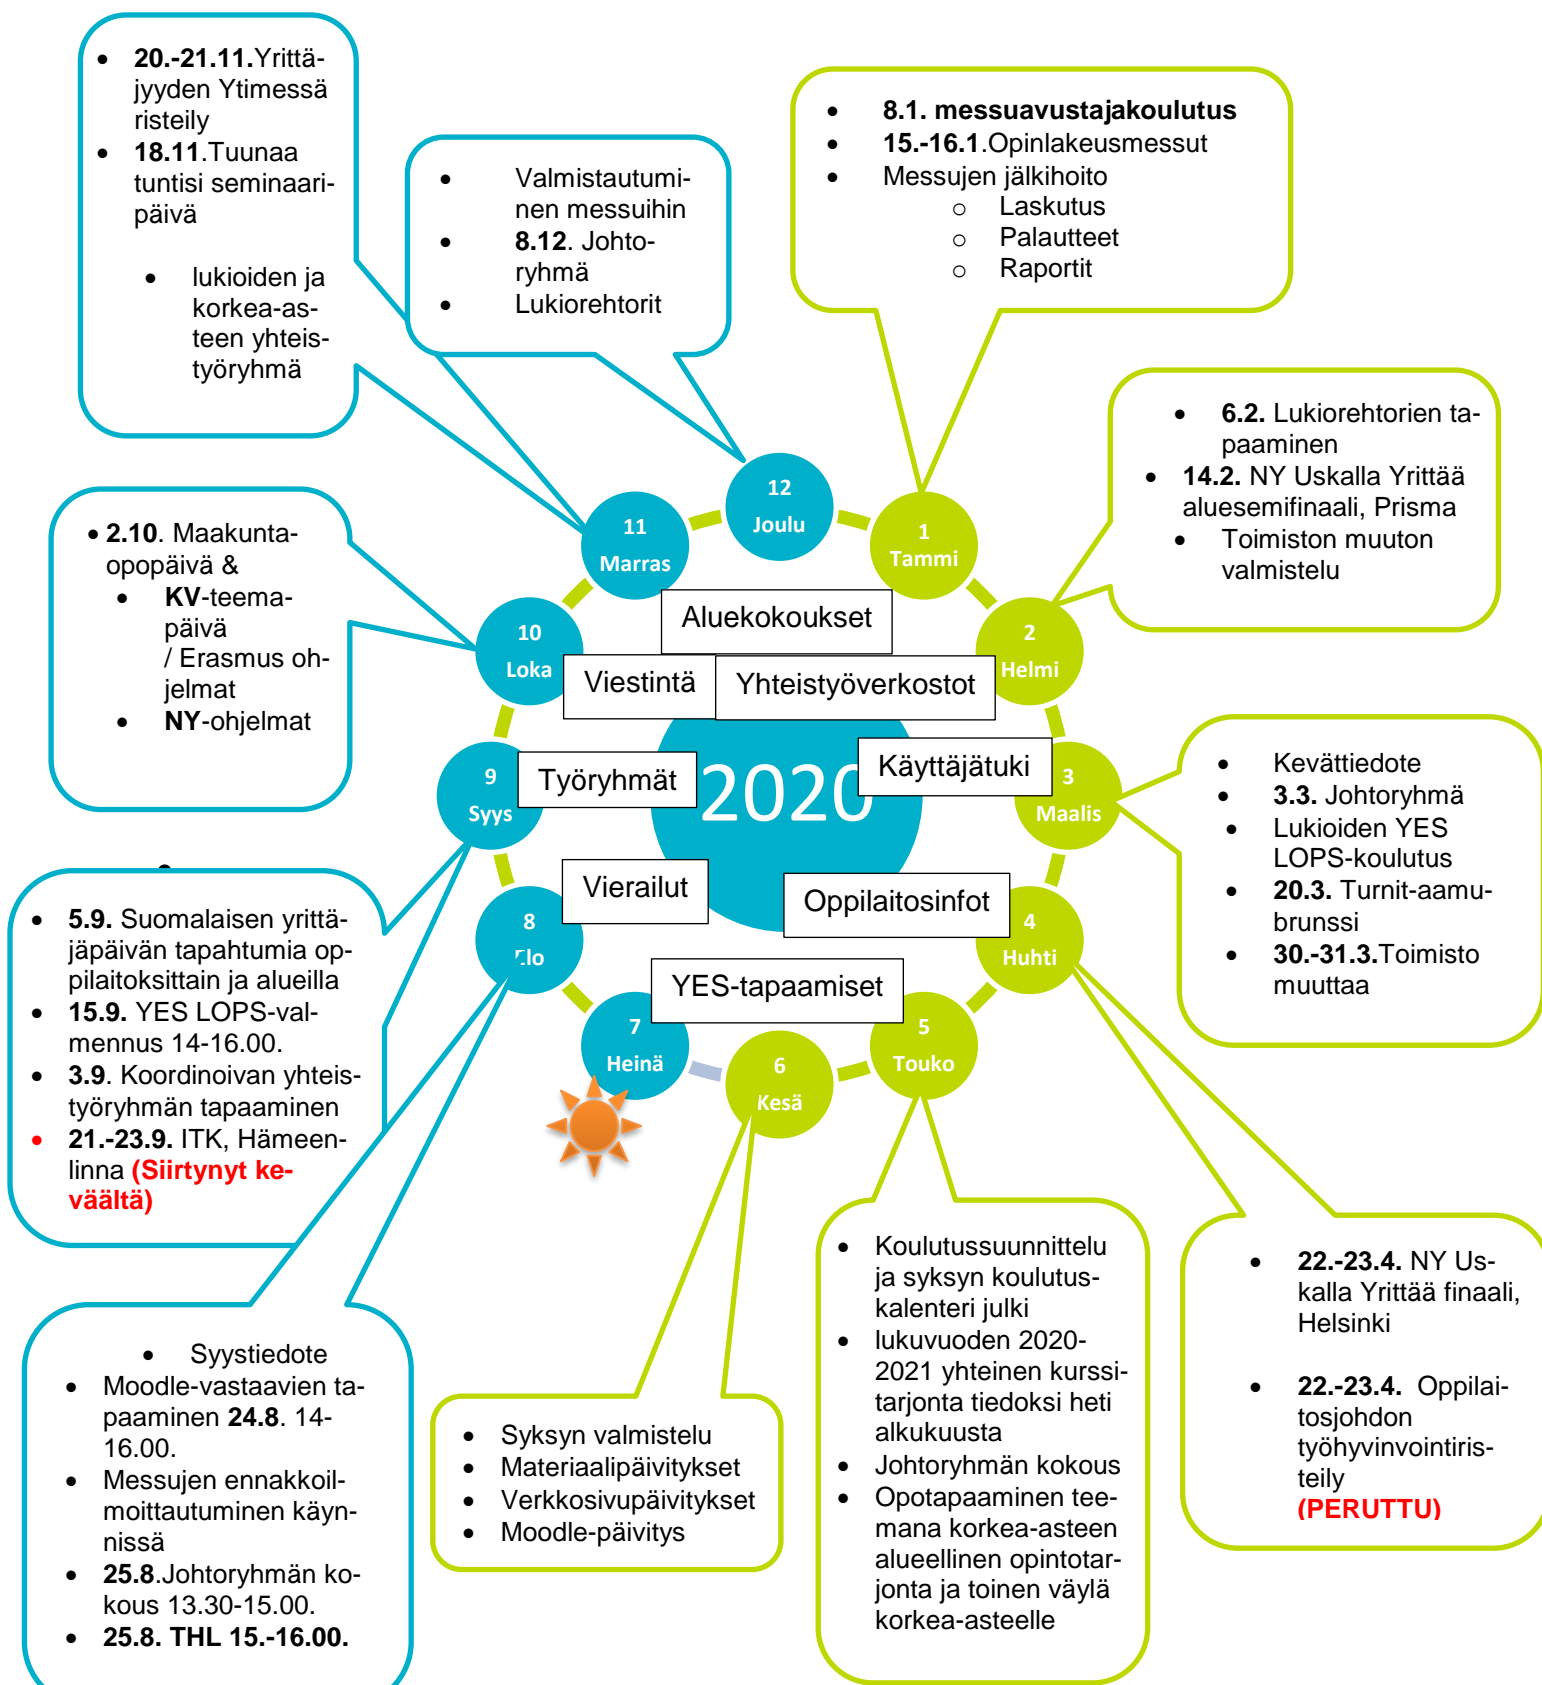 20.-21.11.Yrittä-
jyyden Ytimessä
risteily
18.11.Tuunaa
tuntisi seminaari-
päivä
lukioiden ja
korkea-as-
teen yhteis-
työryhmä
Valmistautumi-
nen messuihin
8.12. Johto-
ryhmä
Lukiorehtorit
8.1. messuavustajakoulutus
15.-16.1.Opinlakeusmessut
Messujen jälkihoito
Laskutus
Palautteet
Raportit
6.2. Lukiorehtorien ta-
paaminen
14.2. NY Uskalla Yrittää
aluesemifinaali, Prisma
Toimiston muuton
valmistelu
2.10. Maakunta-
opopäivä &
KV-teema-
päivä
/ Erasmus oh-
jelmat
NY-ohjelmat
12
Joulu
11
Marras
1
Tammi
10
Loka
2
Helmi
9
Syys
3
Maalis
8
Elo
4
Huhti
7
Heinä
5
Touko
6
Kesä
Aluekokoukset
Viestintä
Yhteistyöverkostot
Työryhmät
2020
Käyttäjätuki
Vierailut
Oppilaitosinfot
YES-tapaamiset
Kevättiedote
3.3. Johtoryhmä
Lukioiden YES
LOPS-koulutus
20.3. Turnit-aamu-
brunssi
30.-31.3.Toimisto
muuttaa
5.9. Suomalaisen yrittä-
jäpäivän tapahtumia op-
pilaitoksittain ja alueilla
15.9. YES LOPS-val-
mennus 14-16.00.
3.9. Koordinoivan yhteis-
työryhmän tapaaminen
21.-23.9. ITK, Hämeen-
linna (Siirtynyt ke-
väältä)
Syystiedote
Moodle-vastaavien ta-
paaminen 24.8. 14-
16.00.
Messujen ennakkoil-
moittautuminen käyn-
nissä
25.8.Johtoryhmän ko-
kous 13.30-15.00.
25.8. THL 15.-16.00.
Syksyn valmistelu
Materiaalipäivitykset
Verkkosivupäivitykset
Moodle-päivitys
Koulutussuunnittelu
ja syksyn koulutus-
kalenteri julki
lukuvuoden 2020-
2021 yhteinen kurssi-
tarjonta tiedoksi heti
alkukuusta
Johtoryhmän kokous
Opotapaaminen tee-
mana korkea-asteen
alueellinen opintotar-
jonta ja toinen väylä
korkea-asteelle
22.-23.4. NY Us-
kalla Yrittää finaali,
Helsinki
22.-23.4. Oppilai-
tosjohdon
työhyvinvointiris-
teily
(PERUTTU)